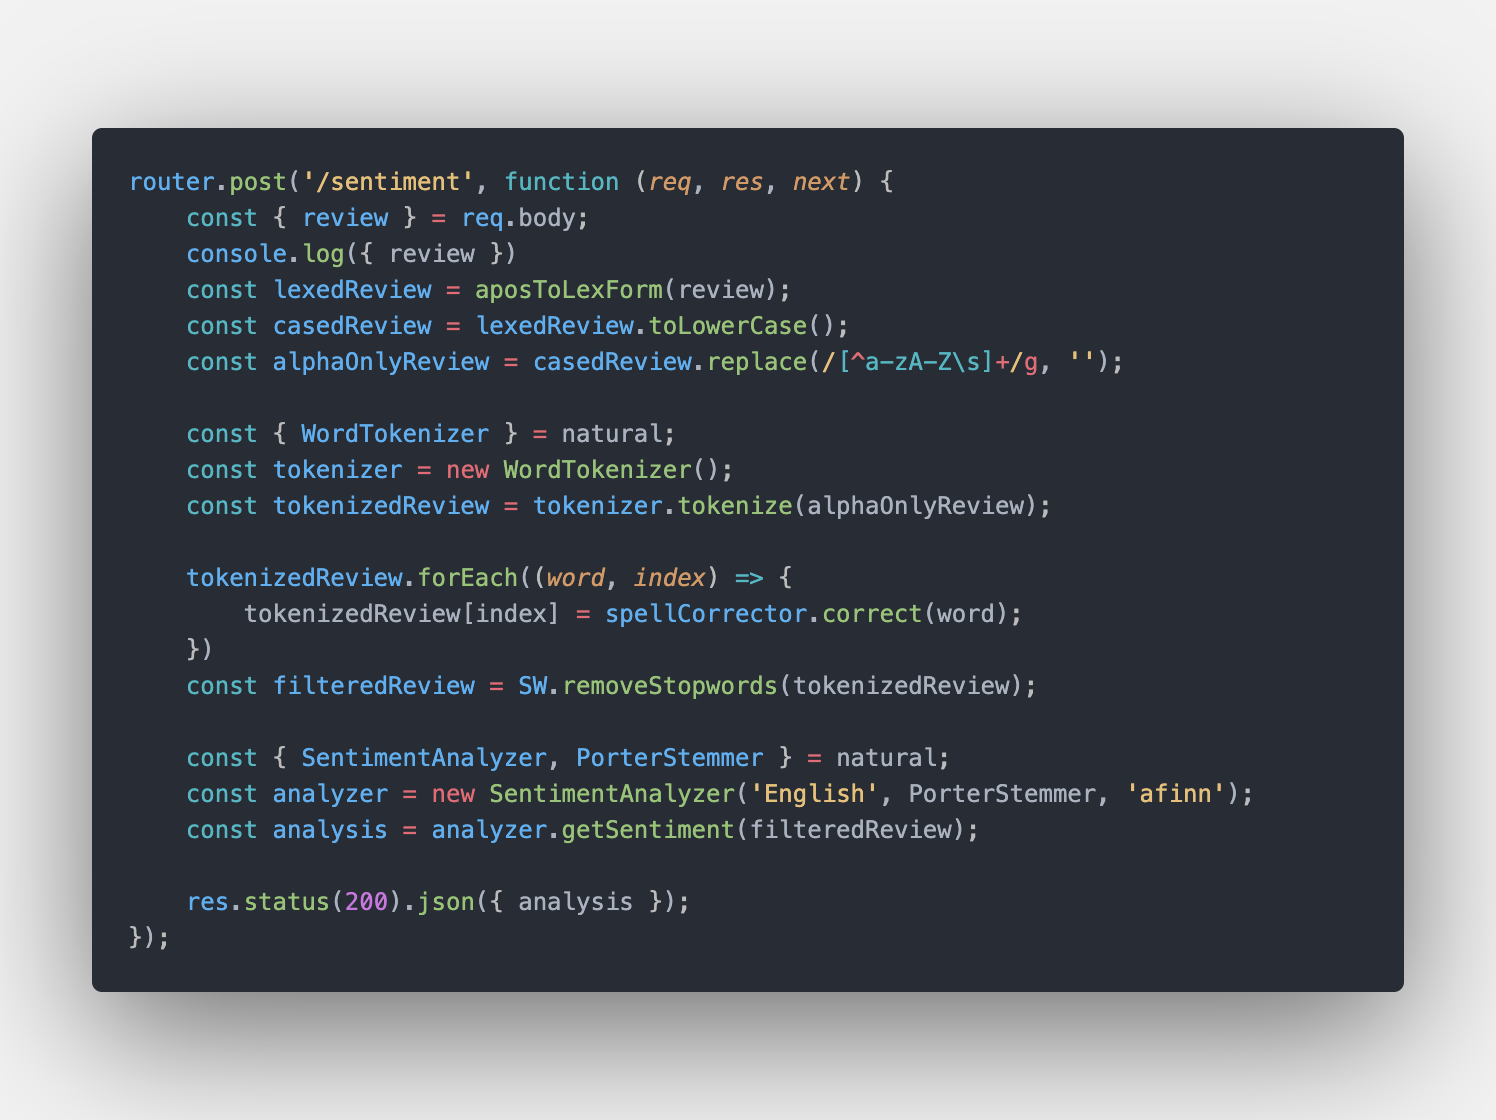 router.post('/sentiment', function (req, res, next) {
    const { review } = req.body;
    console.log({ review })
    const lexedReview = aposToLexForm(review);
    const casedReview = lexedReview.toLowerCase();
    const alphaOnlyReview = casedReview.replace(/[^a-zA-Z\s]+/g, '');

    const { WordTokenizer } = natural;
    const tokenizer = new WordTokenizer();
    const tokenizedReview = tokenizer.tokenize(alphaOnlyReview);

    tokenizedReview.forEach((word, index) => {
        tokenizedReview[index] = spellCorrector.correct(word);
    })
    const filteredReview = SW.removeStopwords(tokenizedReview);

    const { SentimentAnalyzer, PorterStemmer } = natural;
    const analyzer = new SentimentAnalyzer('English', PorterStemmer, 'afinn');
    const analysis = analyzer.getSentiment(filteredReview);

    res.status(200).json({ analysis });
});